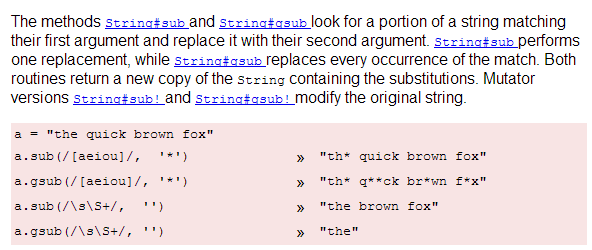 The methods String#sub and String#gsub look for a portion of a string matching
their first argument and replace it with their second argument. String#sub performs
one replacement, while String#gsub replaces every occurrence of the match. Both
routines return a new copy of the String containing the substitutions. Mutator
versions String#sub! and String#gsub! modify the original string.
a = "the quick brown fox"
a.sub(/[aeiou]/, '*') » "th* quick brown fox"
a.gsub(/[aeiou]/, '*') » "th* q**ck br*wn f*x"
a.sub(/\s\S+/, '') » "the brown fox"
a.gsub(/\s\S+/, '') » "the"